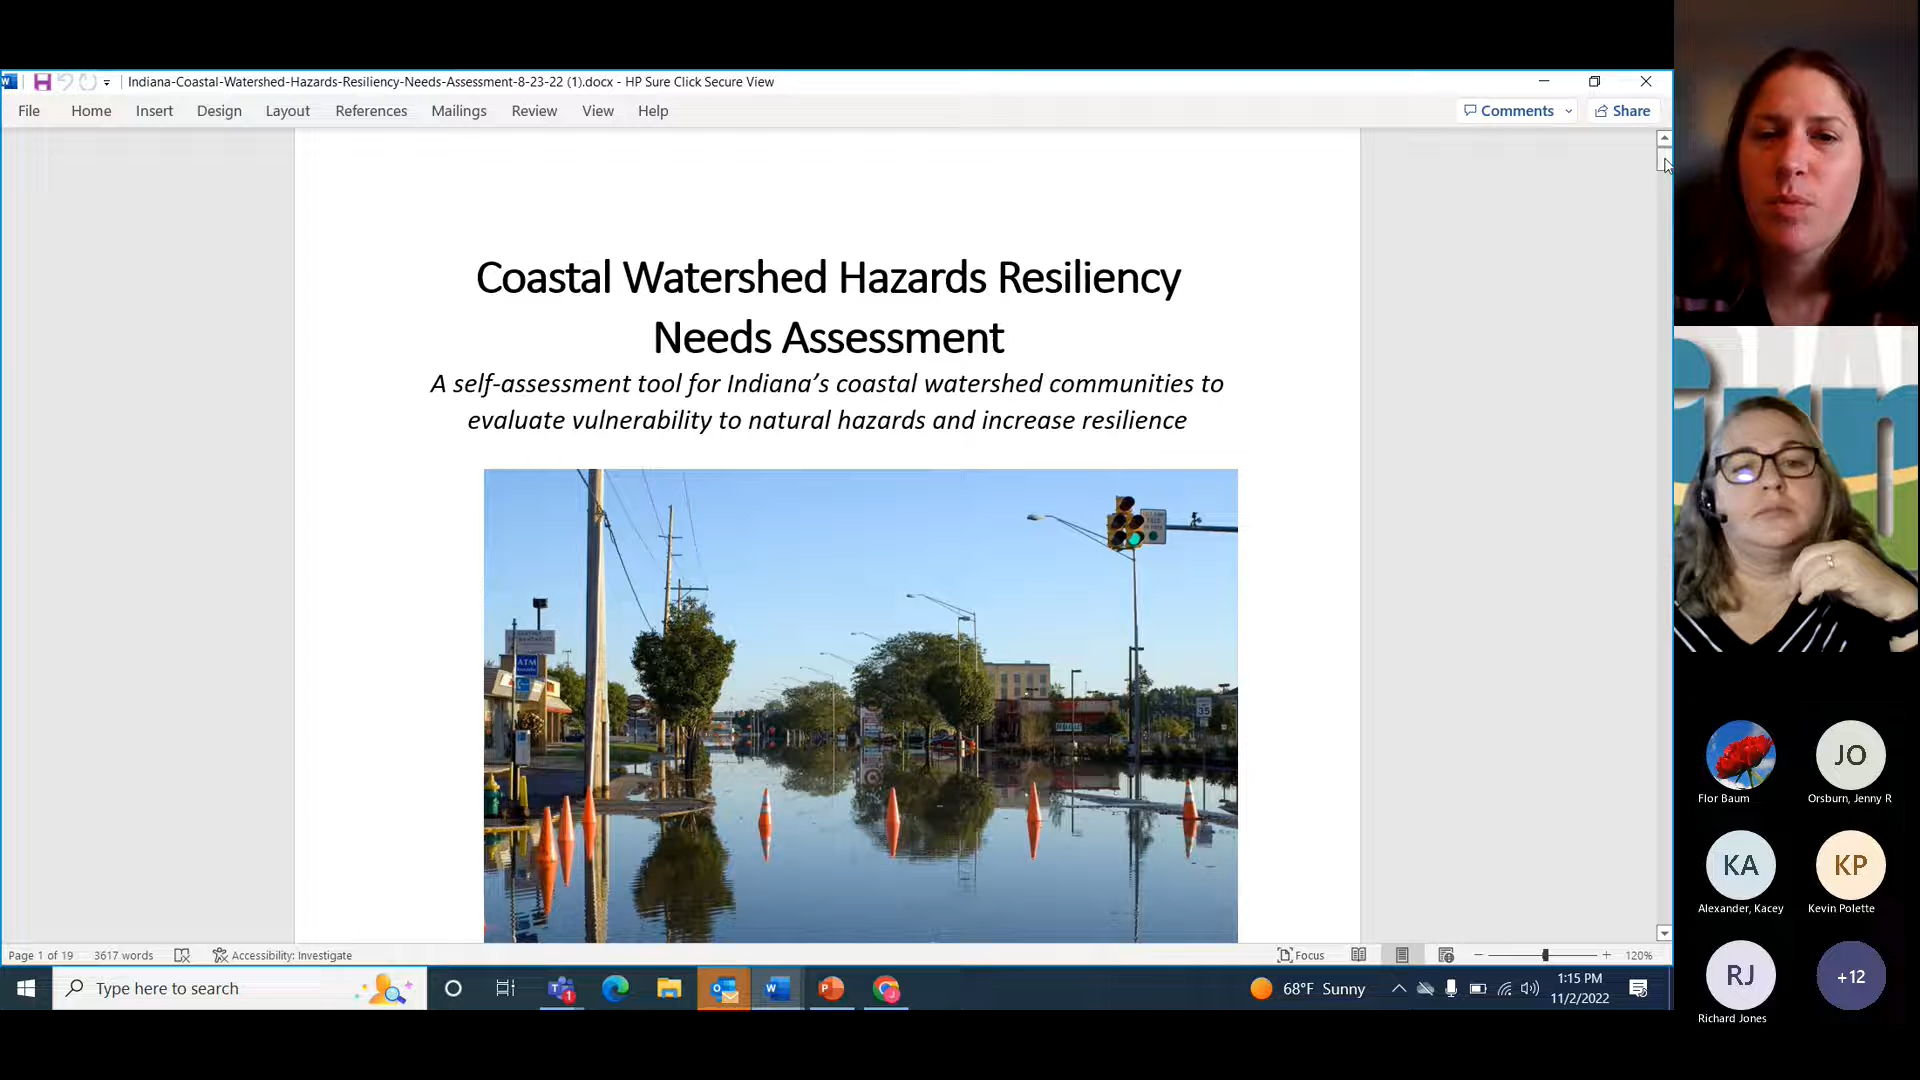 Indiana-Coastal-Watershed-Hazards-Resiliency-Needs-Assessment-8-23-22 (1).docx - HP Sure Click Secure View
File Home Insert Design Layout References Mailings Review View Help
Comments Share
Coastal Watershed Hazards Resiliency
Needs Assessment
A self-assessment tool for Indiana’s coastal watershed communities to
evaluate vulnerability to natural hazards and increase resilience
ATM
35
Page 1 of 19 3617 words Accessibility: Investigate
Focus 120%
Type here to search
68°F Sunny
1:15 PM
11/2/2022
JO
Flor Baum Orsburn, Jenny R
KA KP
Alexander, Kacey Kevin Polette
RJ +12
Richard Jones